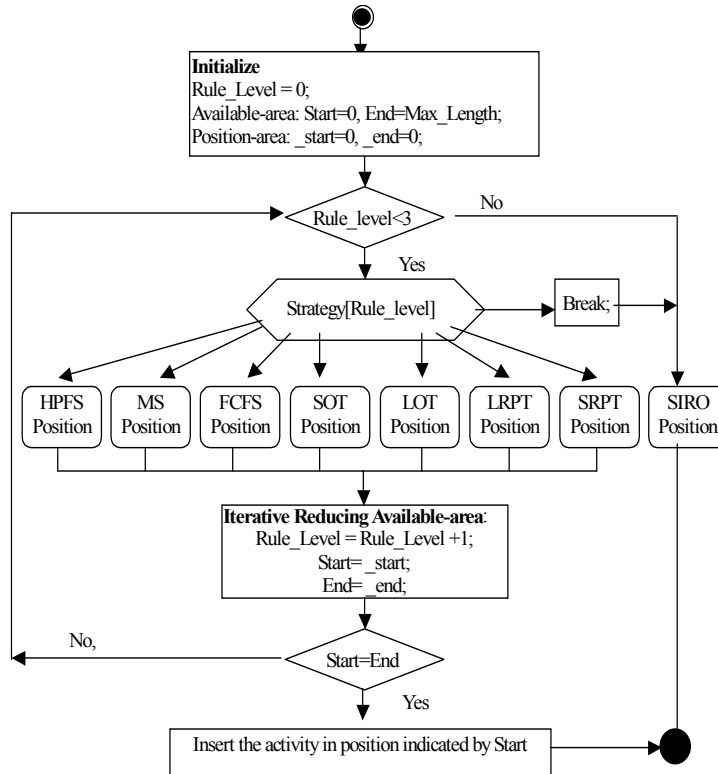 Initialize
Rule_Level = 0;
Available-area: Start=0, End=Max_Length;
Position-area: _start=0, _end=0;
Rule_level<3
No
Yes
Strategy[Rule_level]
Break;
HPFS
Position
MS
Position
FCFS
Position
SOT
Position
LOT
Position
LRPT
Position
SRPT
Position
SIRO
Position
Iterative Reducing Available-area:
Rule_Level = Rule_Level +1;
Start= _start;
End= _end;
No,
Start=End
Yes
Insert the activity in position indicated by Start